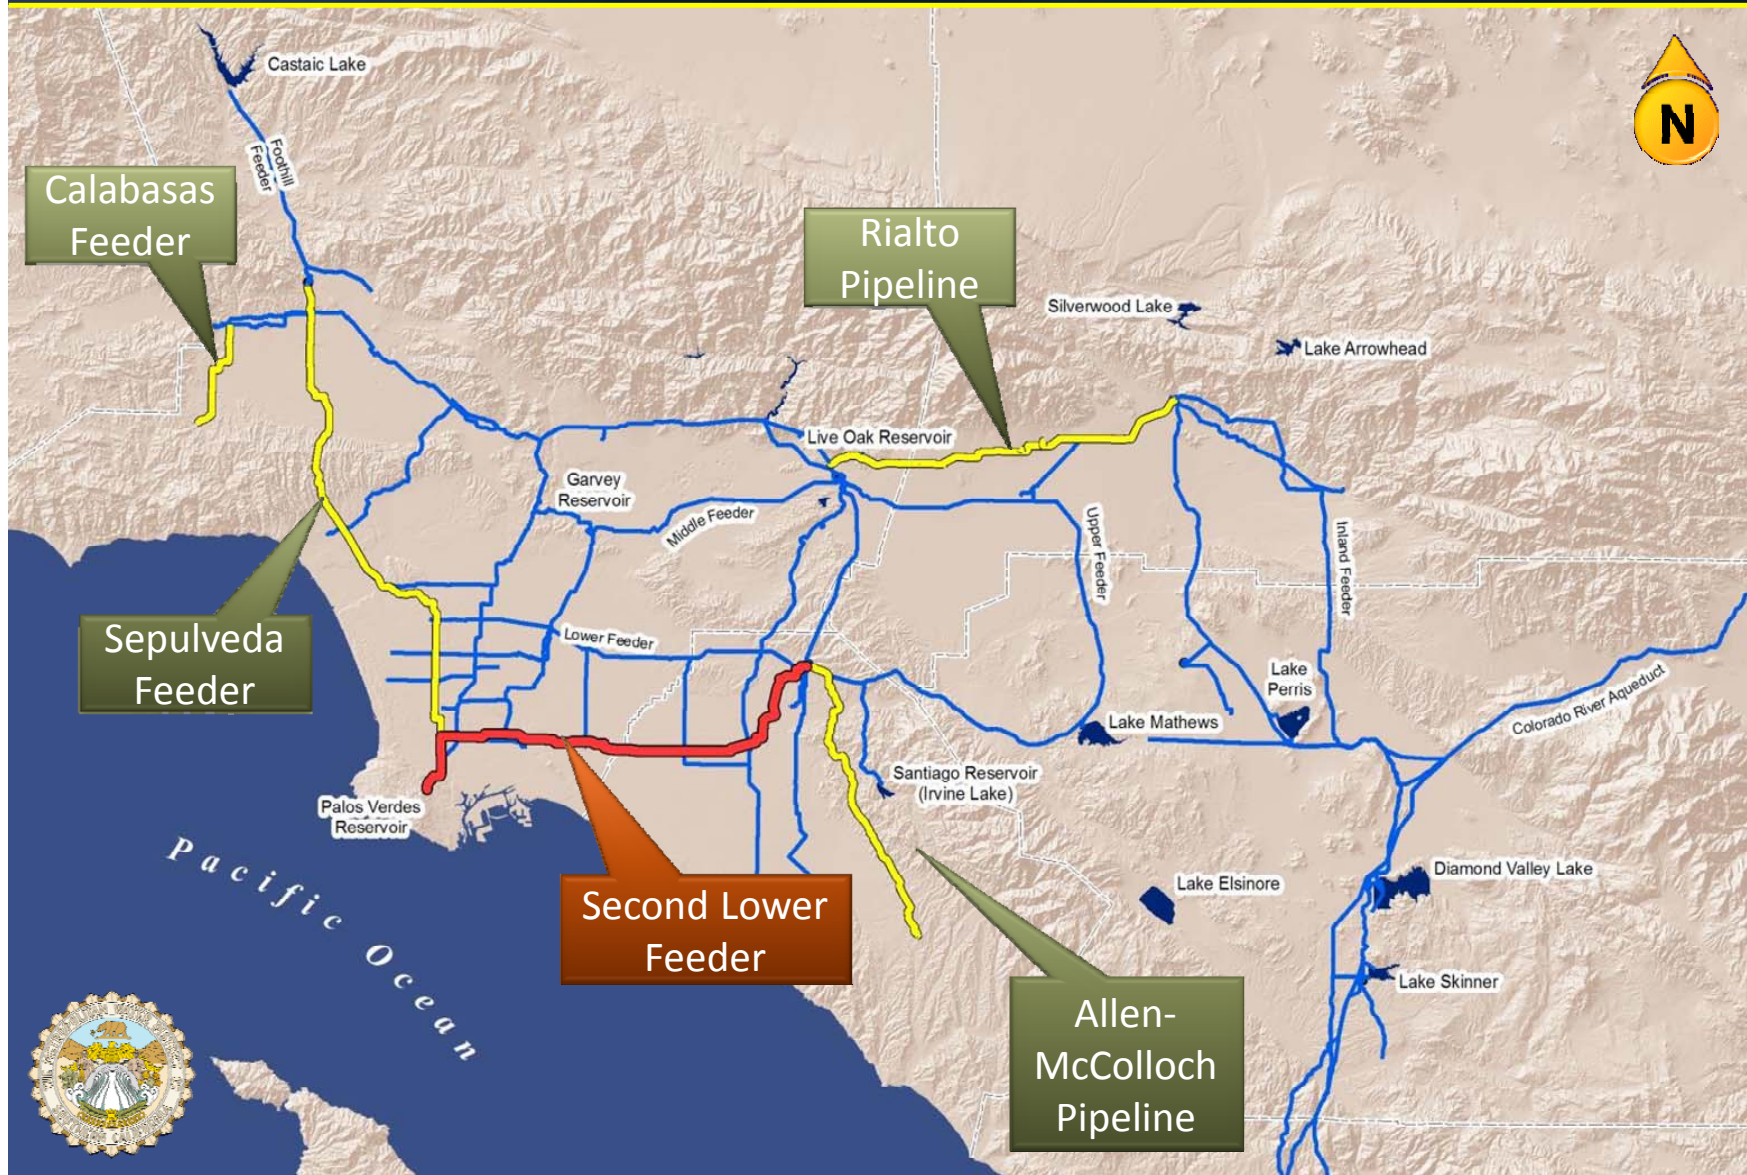 Castaic Lake
N
Foothill
Feeder
Calabasas
Feeder
Rialto
Pipeline
Silverwood Lake
Lake Arrowhead
Live Oak Reservoir
Garvey
Reservoir
Middle Feeder
Upper Feeder
Inland Feeder
Sepulveda
Feeder
Lower Feeder
Lake
Perris
Colorado River Aqueduct
Lake Mathews
Santiago Reservoir
(Irvine Lake)
Palos Verdes
Reservoir
Pacific Ocean
Second Lower
Feeder
Diamond Valley Lake
Lake Elsinore
Lake Skinner
Allen-
McColloch
Pipeline